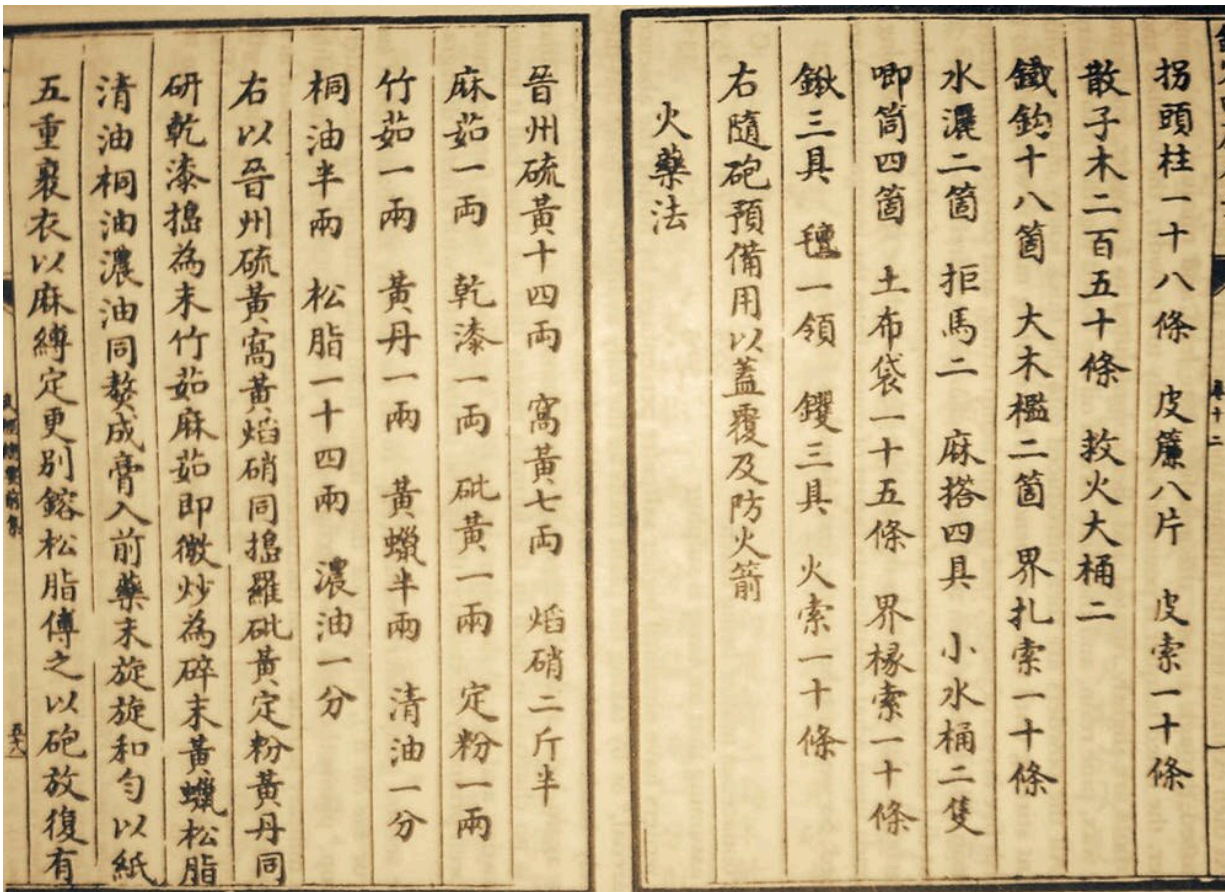 拐頭柱一十八條　皮簾八片　皮索一十條
散子木二百五十條　救火大桶二
鐵鈎十八箇　大木檻二箇　界扎索一十條
水濃二箇　拒馬二　麻搭四具　小水桶二隻
唧筒四箇　土布袋一十五條　界椽索一十條
鍬三具　氊一領　钁三具　火索一十條
右隨砲預備用以蓋覆及防火箭
火藥法
晉州硫黃十四兩　窩黃七兩　焰硝二斤半
麻茹一兩　乾漆一兩　砒黃一兩　定粉一兩
竹茹一兩　黃丹一兩　黃蠟半兩　清油一分
桐油半兩　松脂一十四兩　濃油一分
右以晉州硫黃窩黃焰硝同搗羅砒黃定粉黃丹同
研乾漆搗為末竹茹麻茹即微炒為碎末黃蠟松脂
清油桐油濃油同熬成膏入前藥末旋旋和勻以紙
五重裹衣以麻縛定更別鎔松脂傅之以砲放復有